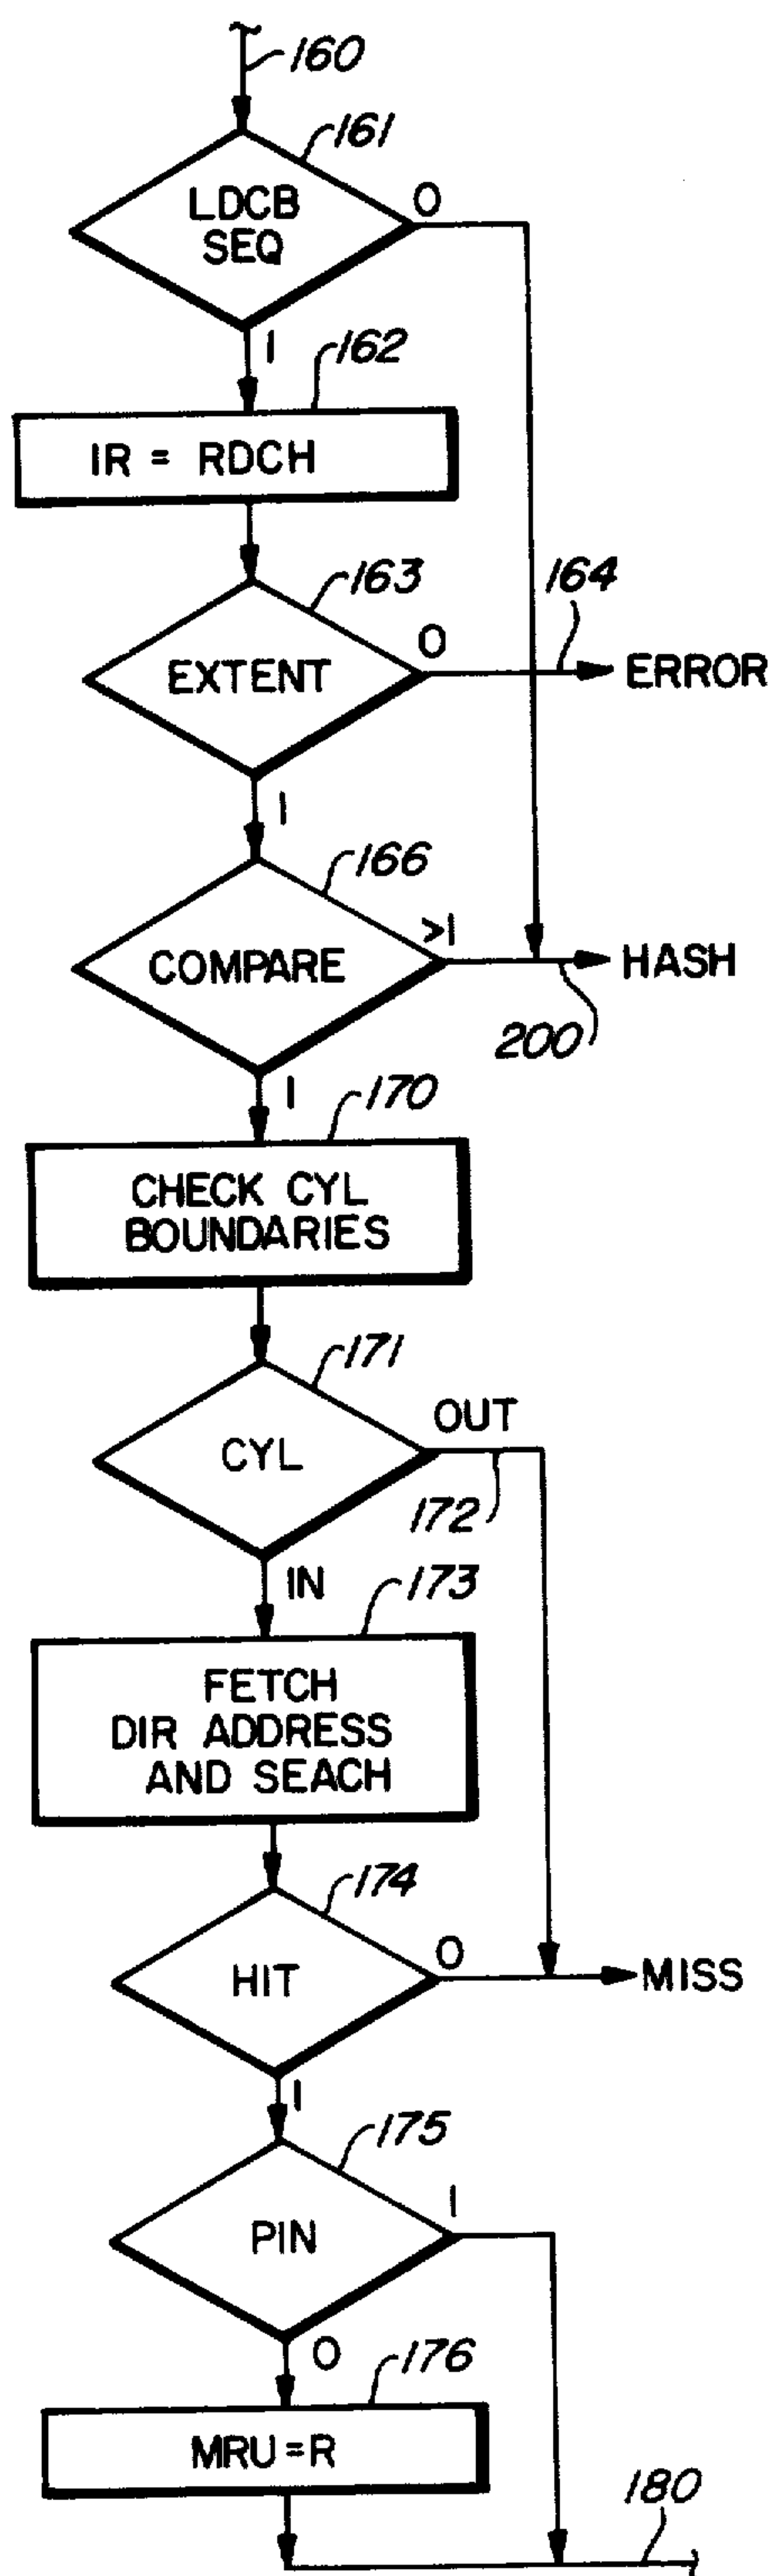 160
161
LDCB
SEQ
0
1
162
IR = RDCH
163
EXTENT
0
164
ERROR
1
166
COMPARE
>1
HASH
200
1
170
CHECK CYL
BOUNDARIES
171
CYL
OUT
172
IN
173
FETCH
DIR ADDRESS
AND SEACH
174
HIT
0
MISS
1
175
PIN
1
0
176
MRU=R
180